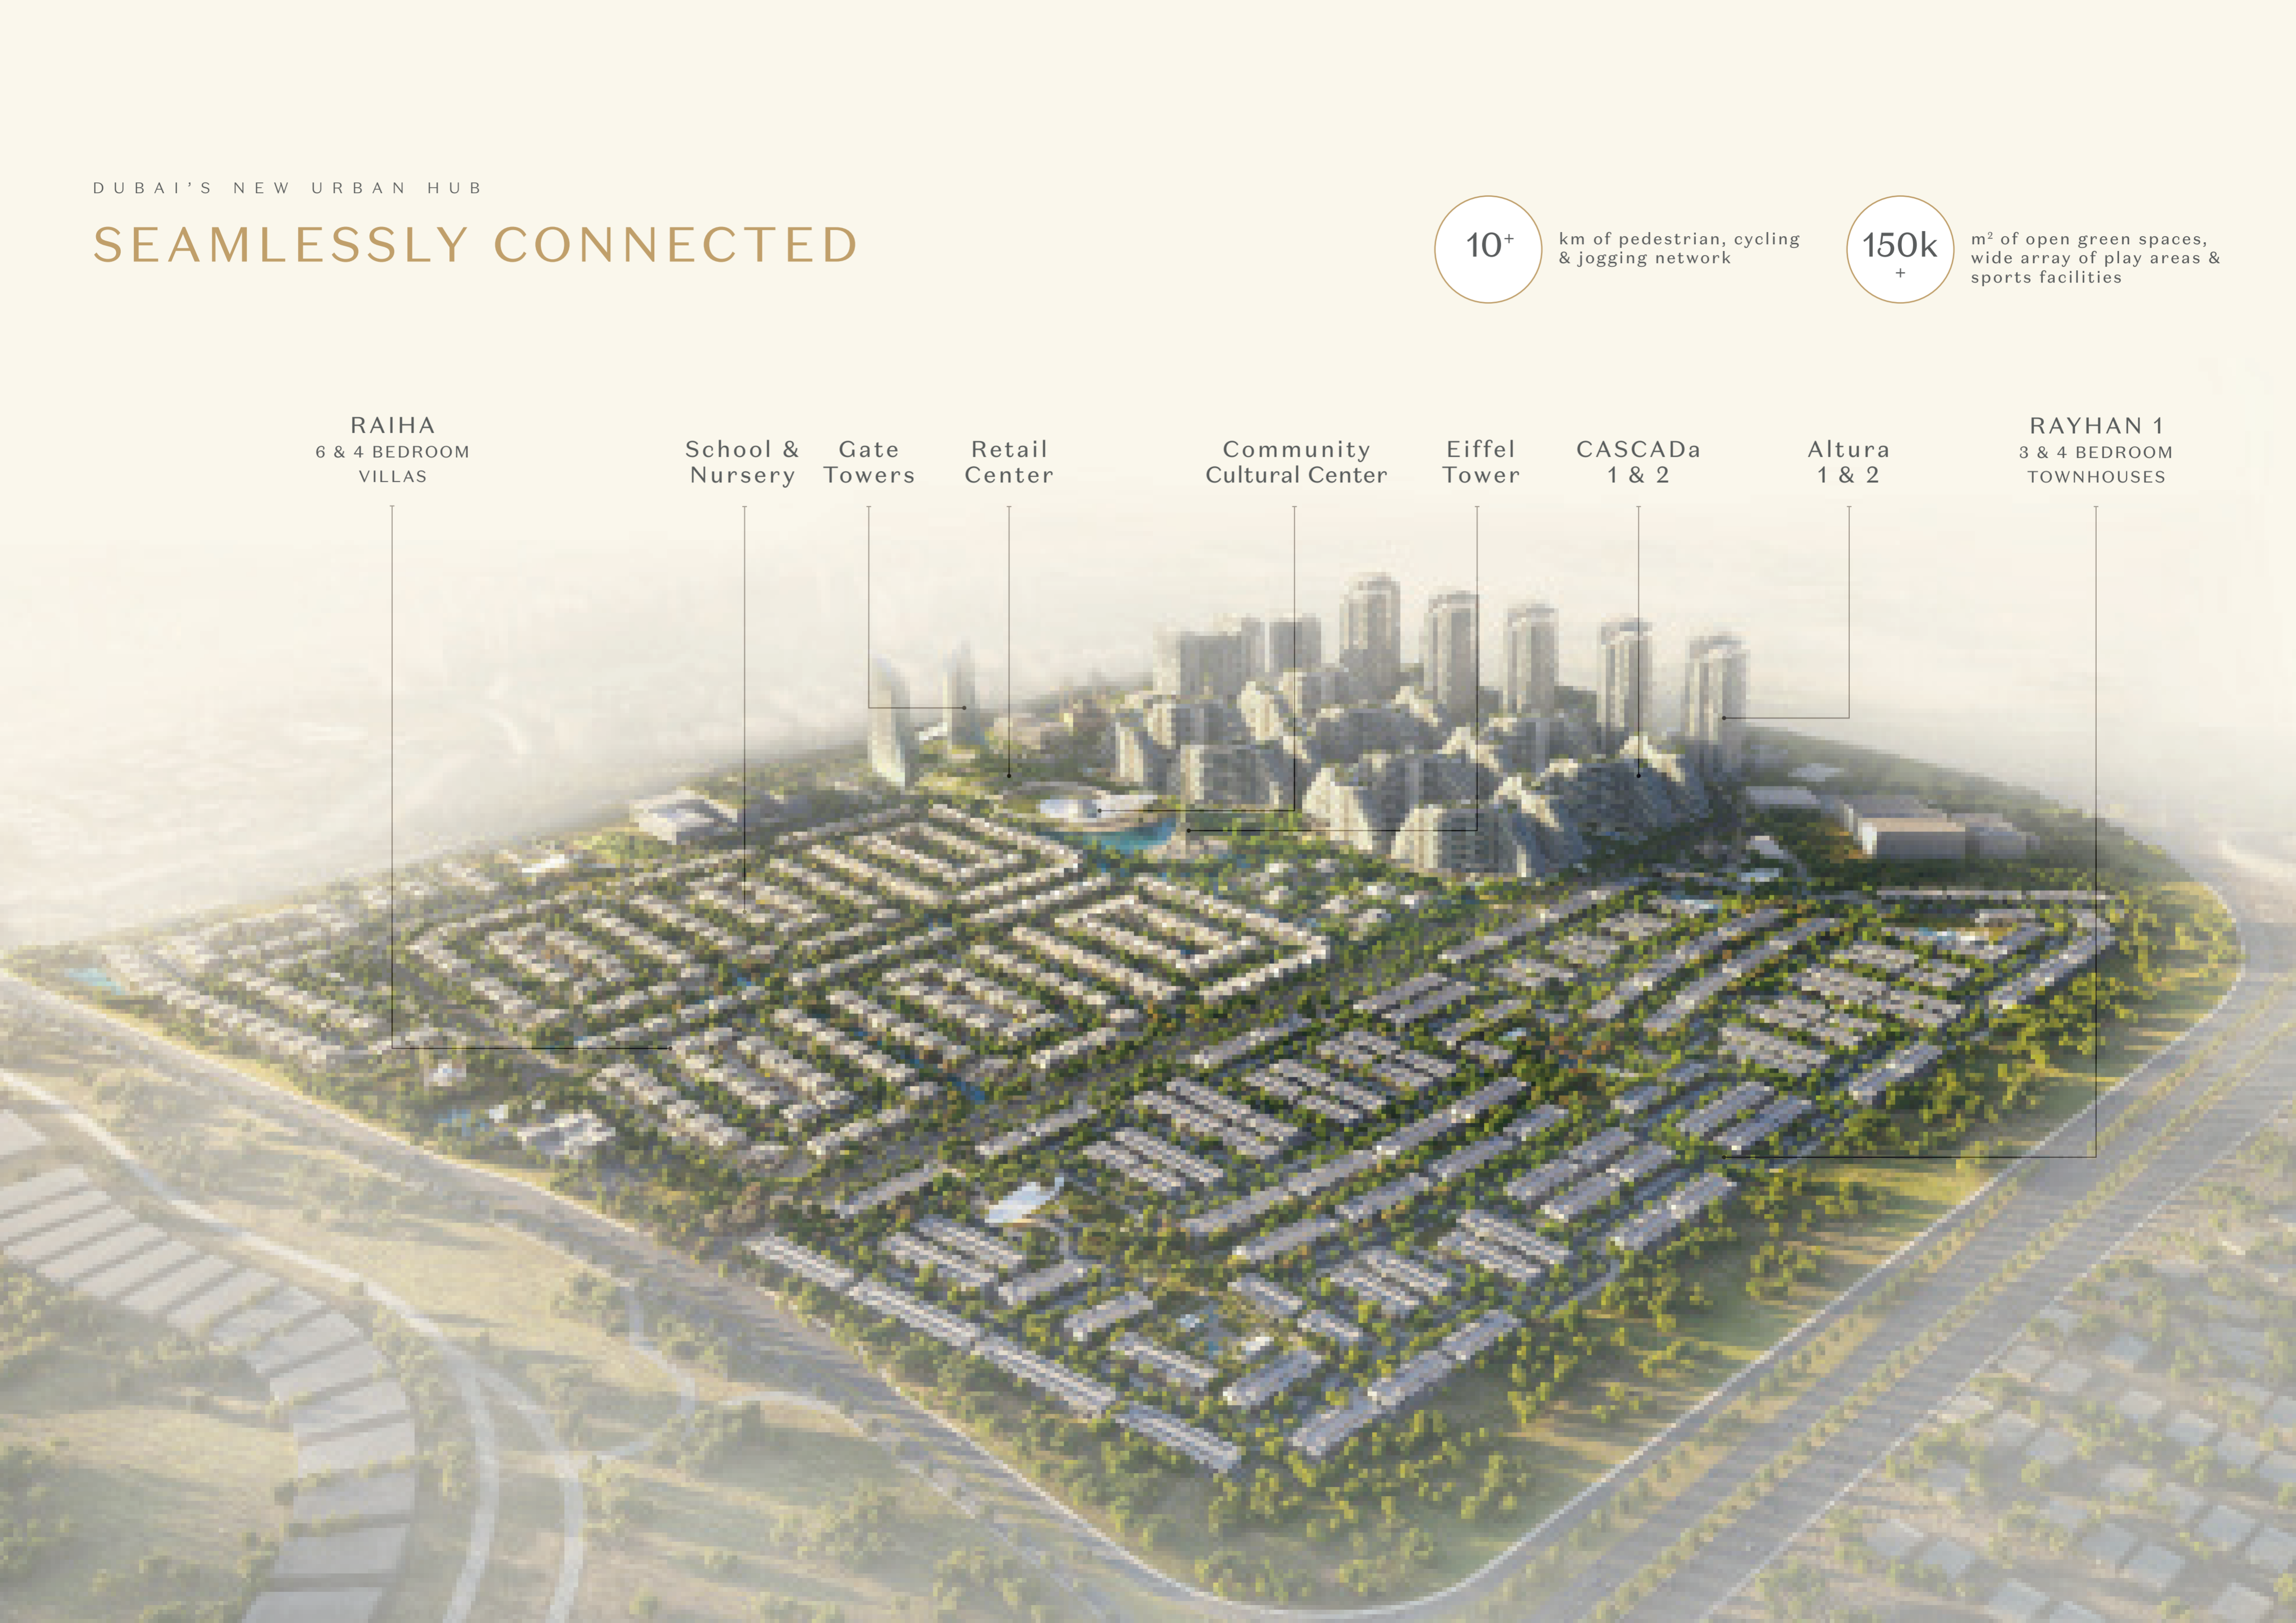 DUBAI'S NEW URBAN HUB
SEAMLESSLY CONNECTED
10+
km of pedestrian, cycling
& jogging network
150k
+
m² of open green spaces,
wide array of play areas &
sports facilities
RAIHA
6 & 4 BEDROOM
VILLAS
School &
Nursery
Gate
Towers
Retail
Center
Community
Cultural Center
Eiffel
Tower
CASCADa
1 & 2
Altura
1 & 2
RAYHAN 1
3 & 4 BEDROOM
TOWNHOUSES